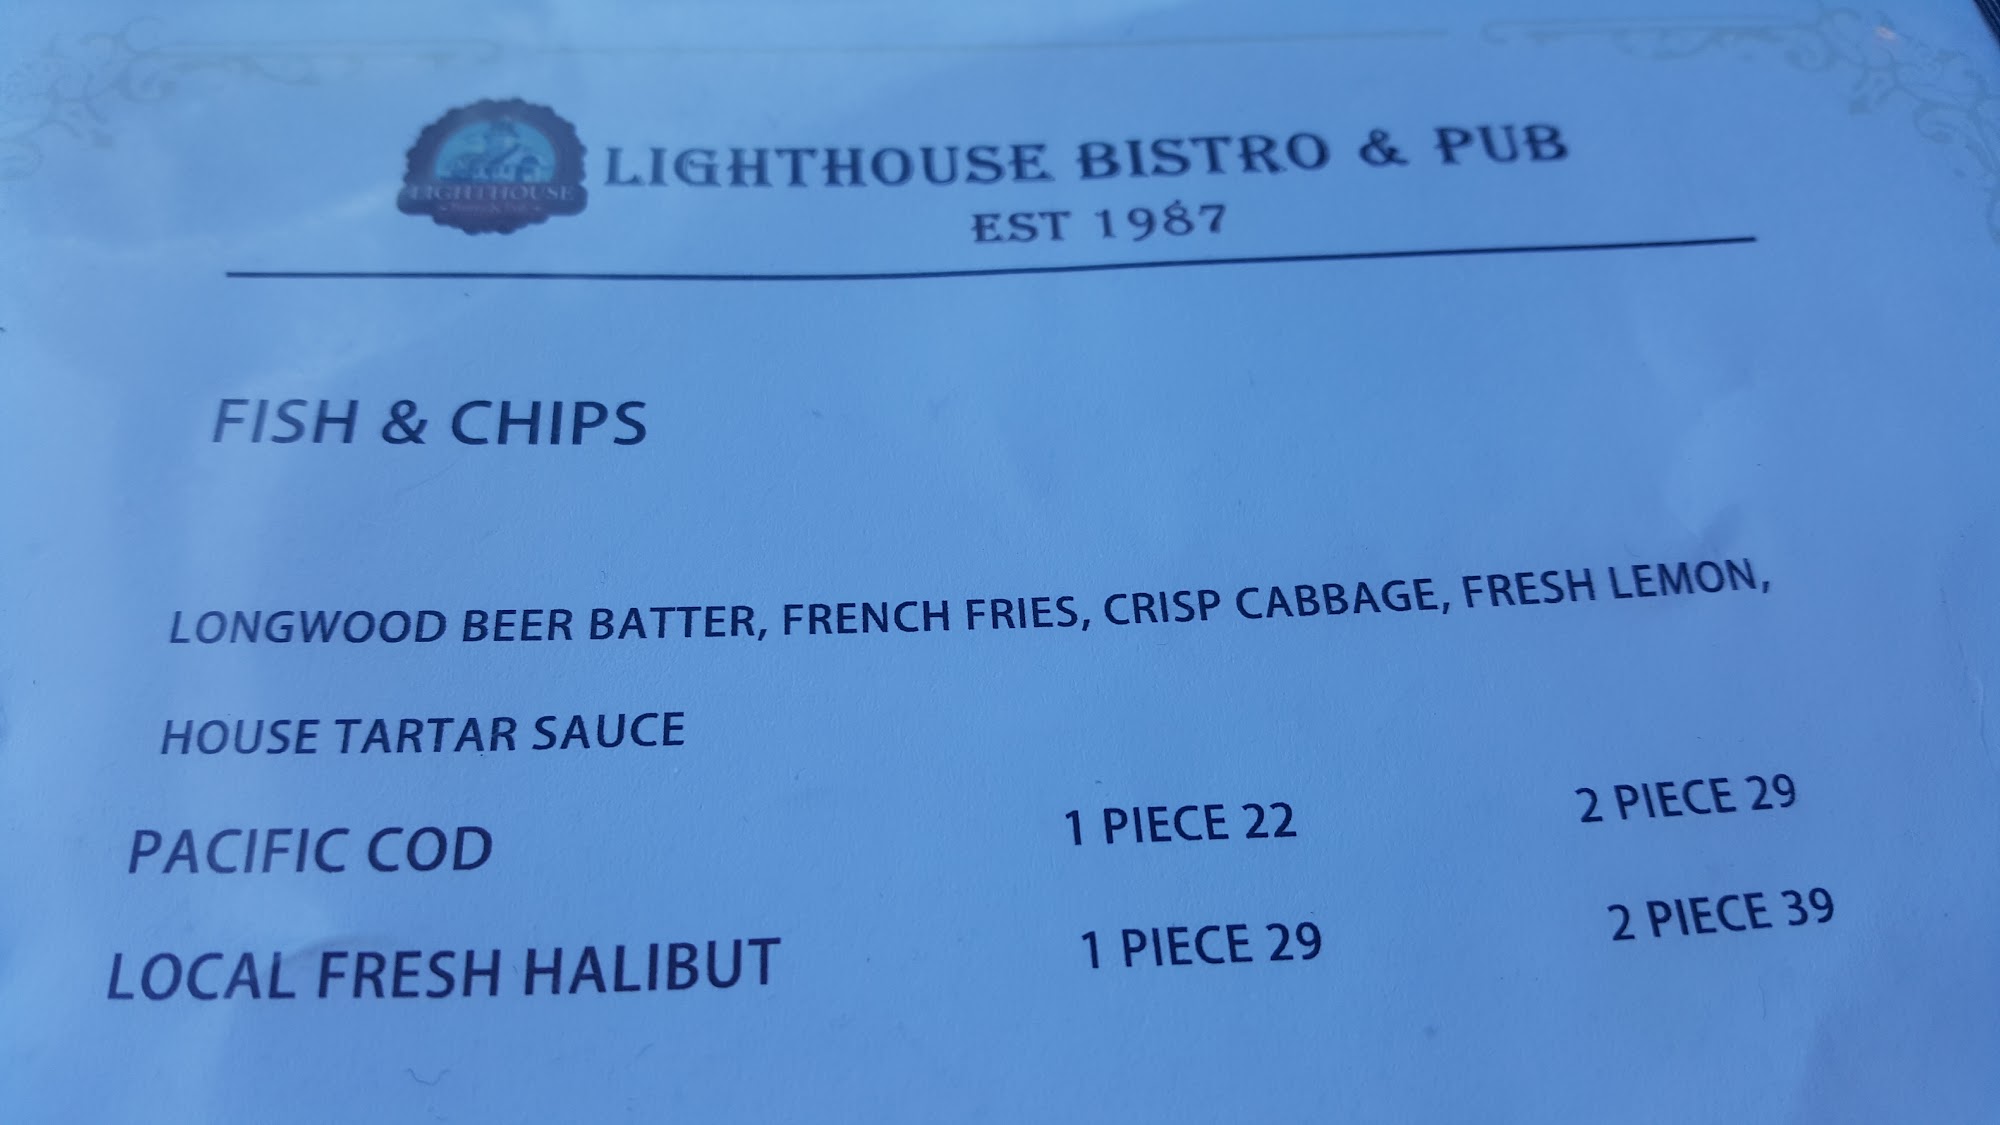 LIGHTHOUSE
LIGHTHOUSE BISTRO & PUB
EST 1987
FISH & CHIPS
LONGWOOD BEER BATTER, FRENCH FRIES, CRISP CABBAGE, FRESH LEMON,
HOUSE TARTAR SAUCE
PACIFIC COD 1 PIECE 22 2 PIECE 29
LOCAL FRESH HALIBUT 1 PIECE 29 2 PIECE 39